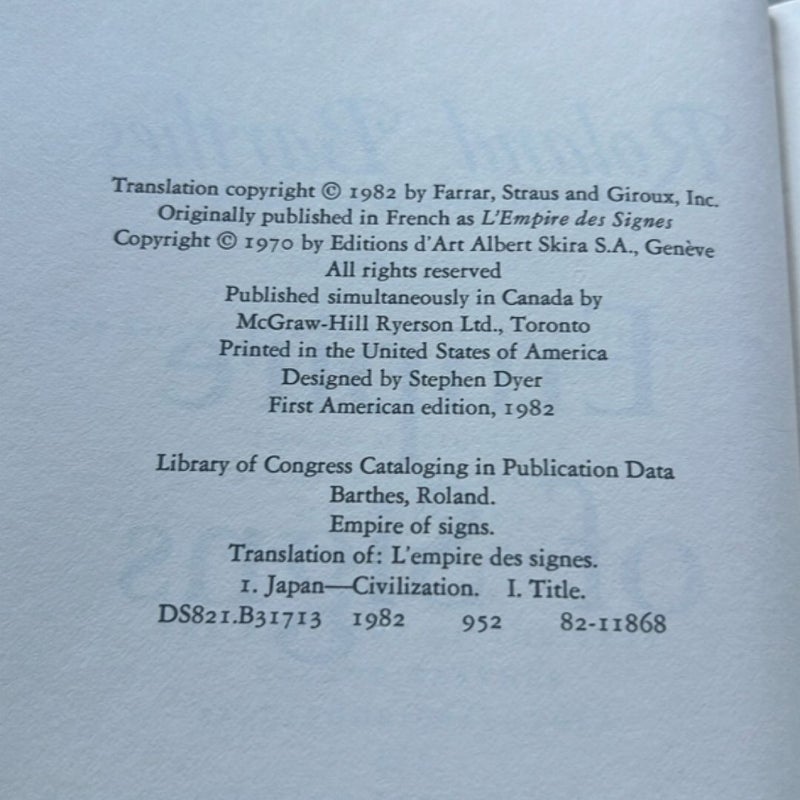 Translation copyright © 1982 by Farrar, Straus and Giroux, Inc.
Originally published in French as L'Empire des Signes
Copyright © 1970 by Editions d'Art Albert Skira S.A., Genève
All rights reserved
Published simultaneously in Canada by
McGraw-Hill Ryerson Ltd., Toronto
Printed in the United States of America
Designed by Stephen Dyer
First American edition, 1982
Library of Congress Cataloging in Publication Data
Barthes, Roland.
Empire of signs.
Translation of: L'empire des signes.
1. Japan—Civilization. I. Title.
DS821.B31713 1982 952 82-11868